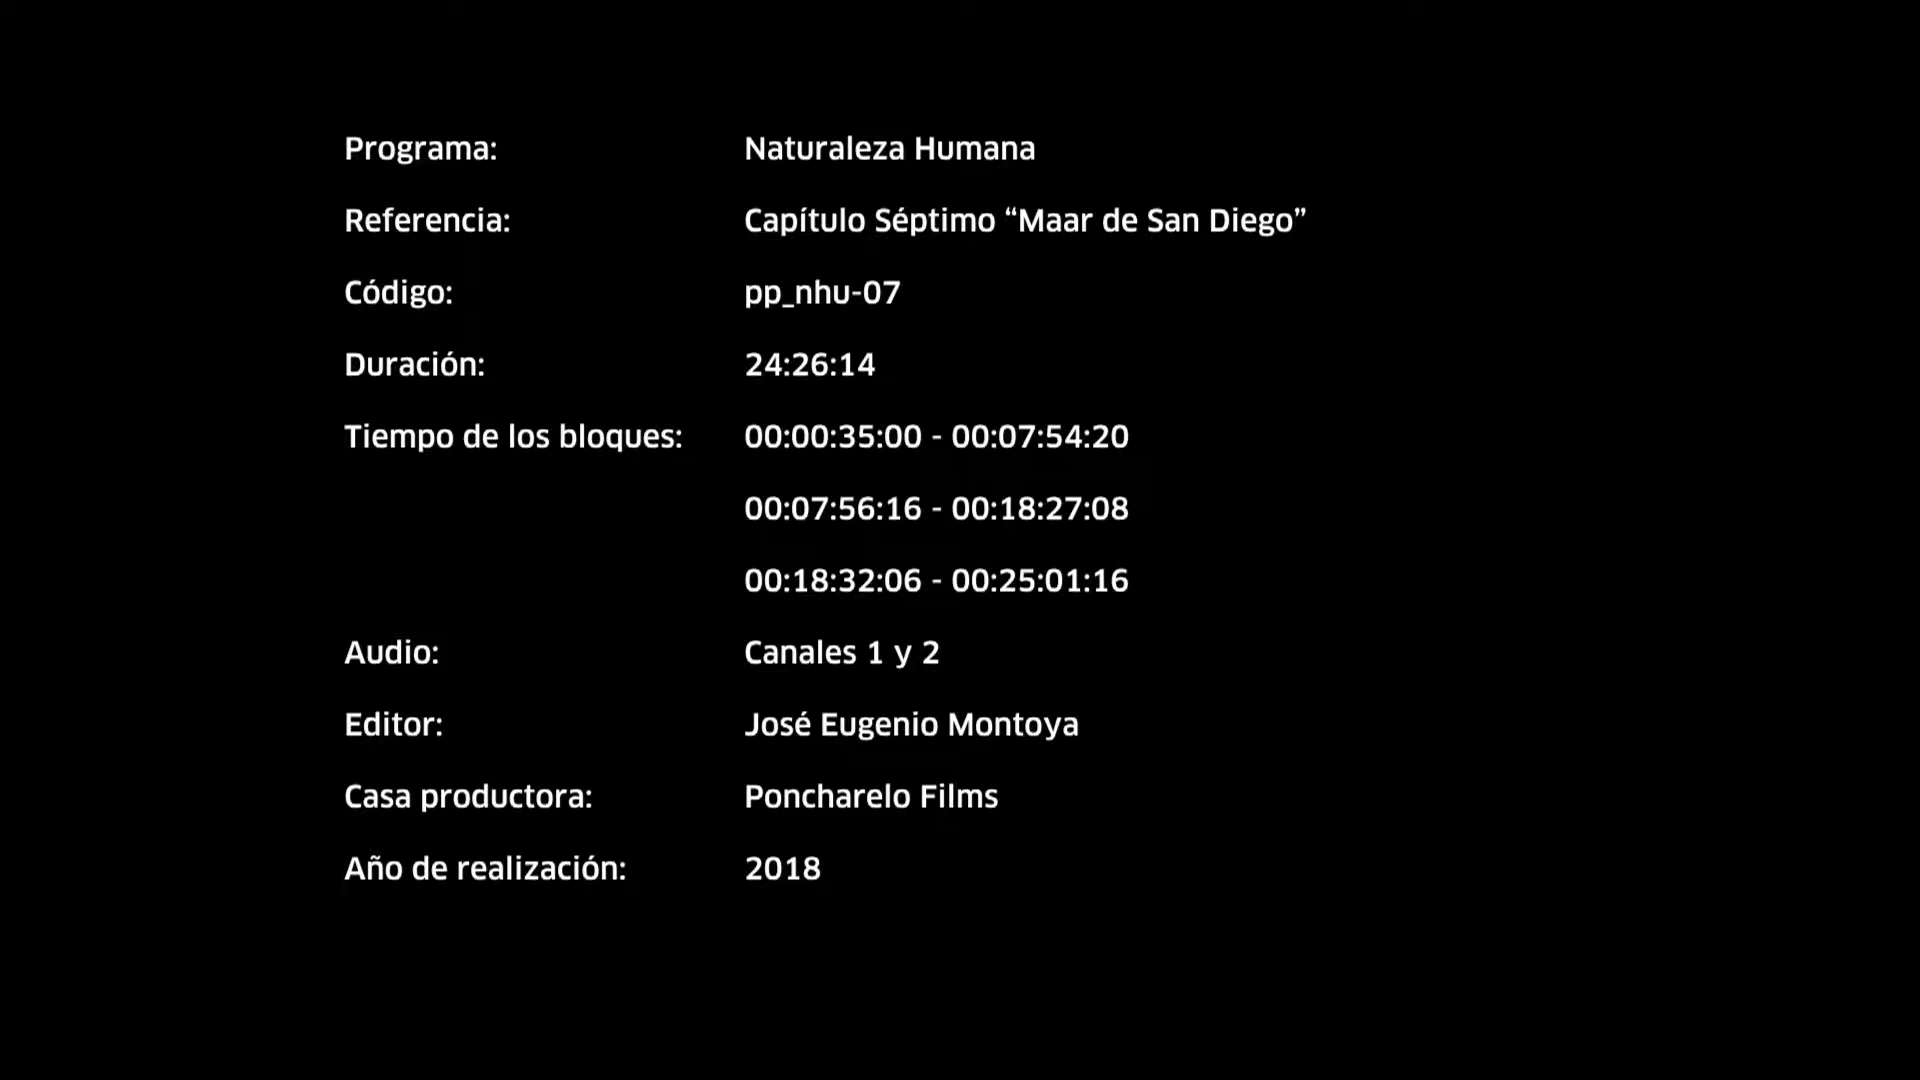 Programa: Naturaleza Humana
Referencia: Capítulo Séptimo “Maar de San Diego”
Código: pp_nhu-07
Duración: 24:26:14
Tiempo de los bloques: 00:00:35:00 - 00:07:54:20
00:07:56:16 - 00:18:27:08
00:18:32:06 - 00:25:01:16
Audio: Canales 1 y 2
Editor: José Eugenio Montoya
Casa productora: Poncharelo Films
Año de realización: 2018